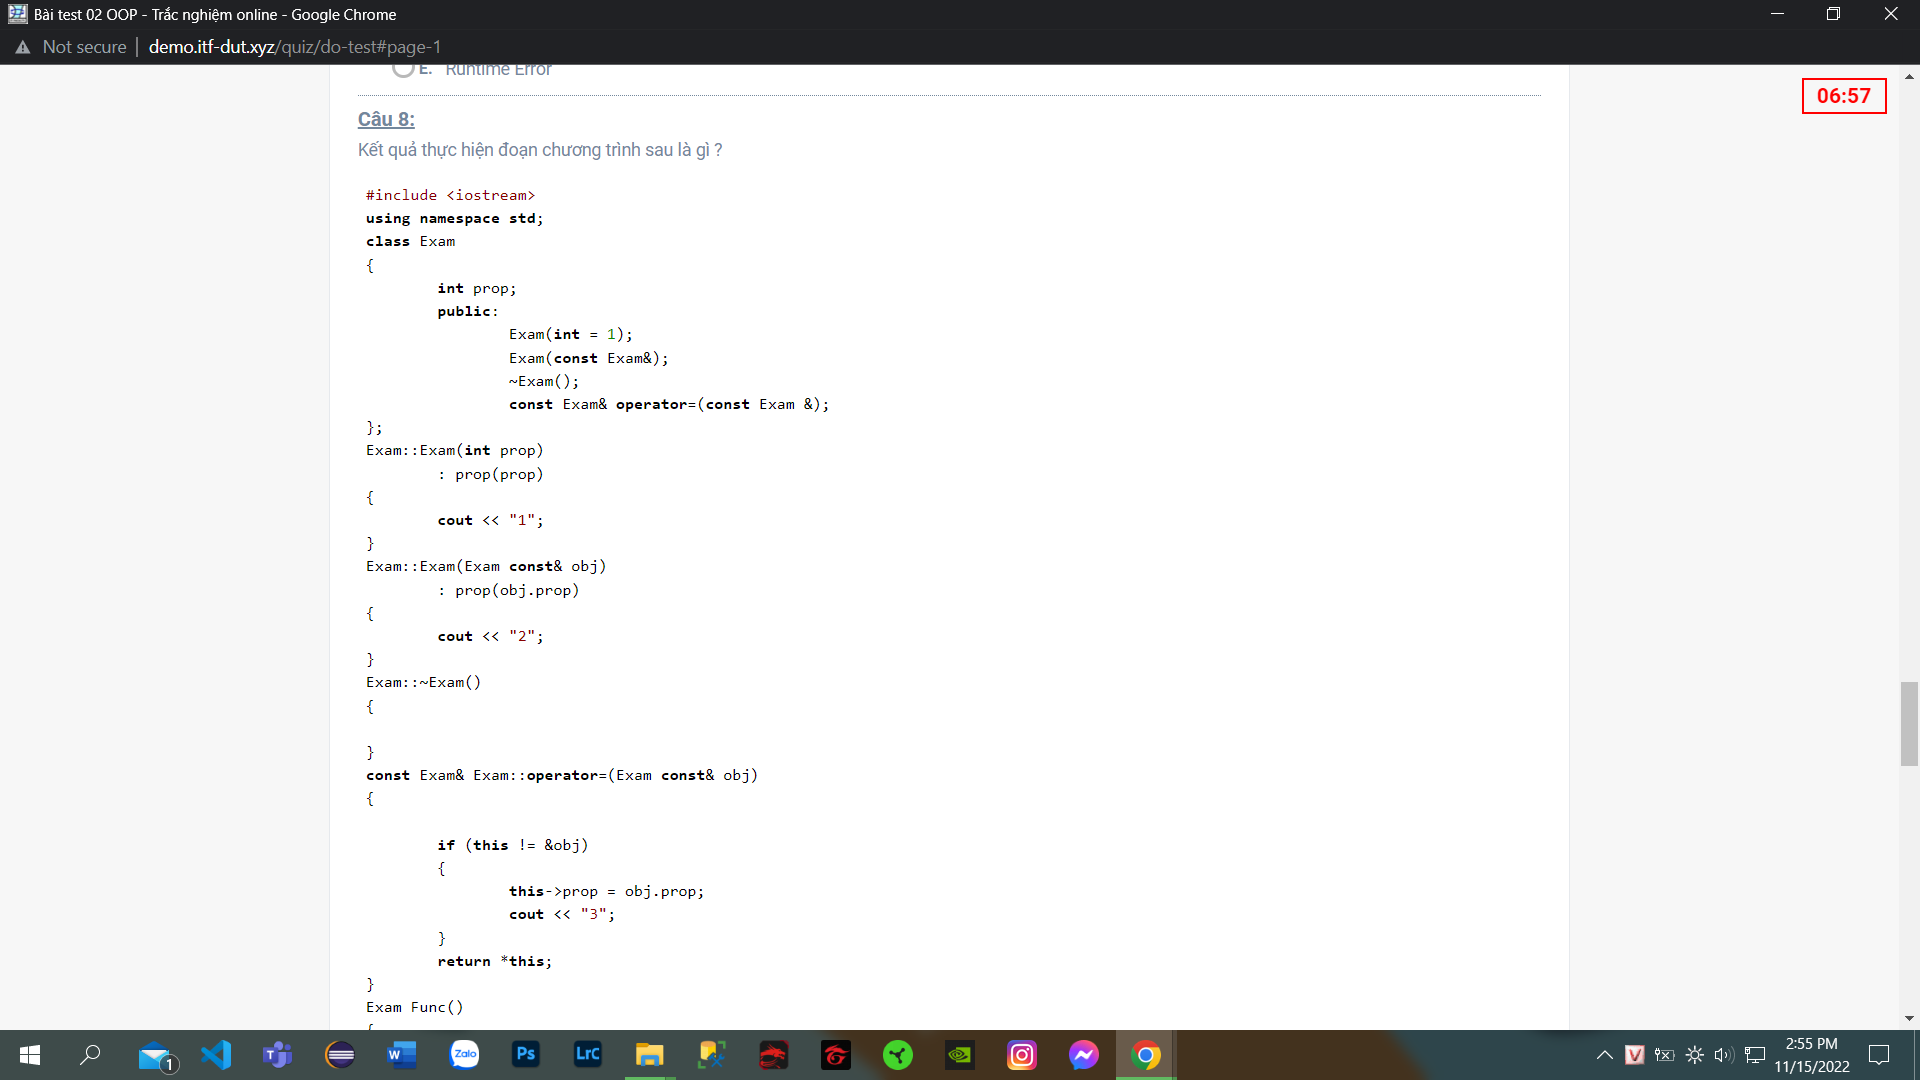 Bài test 02 OOP - Trắc nghiệm online - Google Chrome
Not secure | demo.itf-dut.xyz/quiz/do-test#page-1
E. Runtime Error
06:57
Câu 8:
Kết quả thực hiện đoạn chương trình sau là gì ?
#include <iostream>
using namespace std;
class Exam
{
int prop;
public:
Exam(int = 1);
Exam(const Exam&);
~Exam();
const Exam& operator=(const Exam &);
};
Exam::Exam(int prop)
: prop(prop)
{
cout << "1";
}
Exam::Exam(Exam const& obj)
: prop(obj.prop)
{
cout << "2";
}
Exam::~Exam()
{
}
const Exam& Exam::operator=(Exam const& obj)
{
if (this != &obj)
{
this->prop = obj.prop;
cout << "3";
}
return *this;
}
Exam Func()
{
1
T
W
Zalo
Ps
LrC
V
2:55 PM
11/15/2022